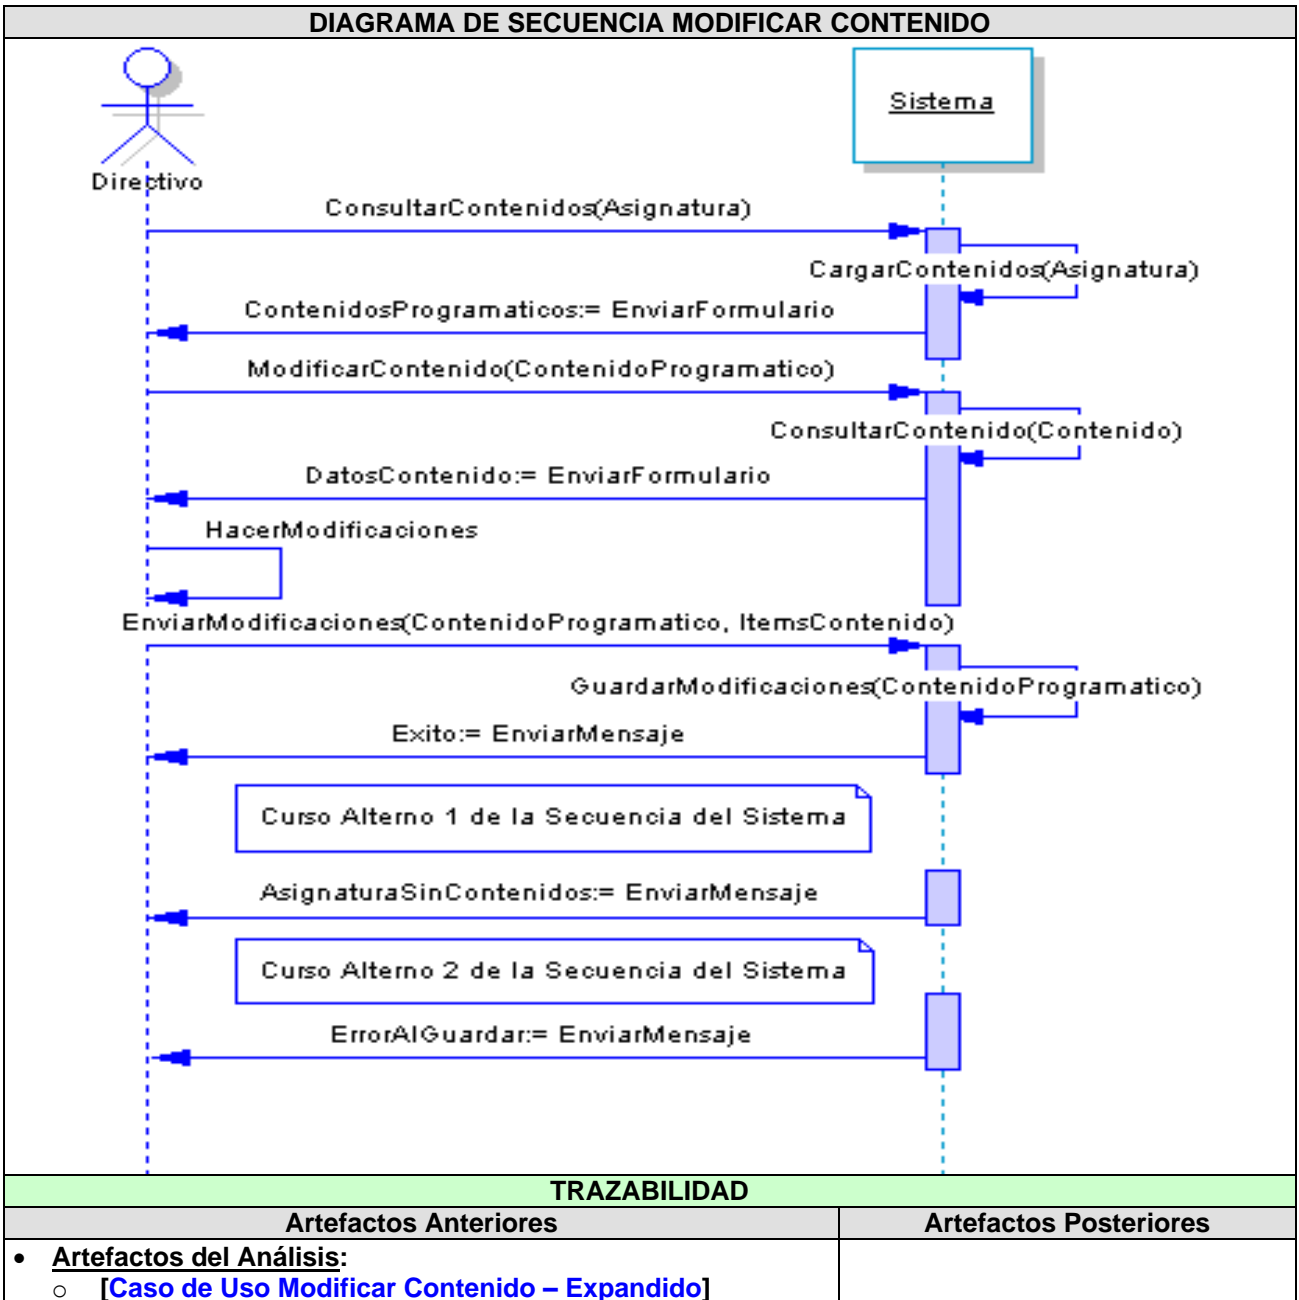 DIAGRAMA DE SECUENCIA MODIFICAR CONTENIDO
Sistema
Directivo
ConsultarContenidos(Asignatura)
CargarContenidos(Asignatura)
ContenidosProgramaticos:= EnviarFormulario
ModificarContenido(ContenidoProgramatico)
ConsultarContenido(Contenido)
DatosContenido:= EnviarFormulario
HacerModificaciones
EnviarModificaciones(ContenidoProgramatico, ItemsContenido)
GuardarModificaciones(ContenidoProgramatico)
Exito:= EnviarMensaje
Curso Alterno 1 de la Secuencia del Sistema
AsignaturaSinContenidos:= EnviarMensaje
Curso Alterno 2 de la Secuencia del Sistema
ErrorAlGuardar:= EnviarMensaje
TRAZABILIDAD
Artefactos Anteriores
Artefactos Posteriores
• Artefactos del Análisis:
o [Caso de Uso Modificar Contenido – Expandido]